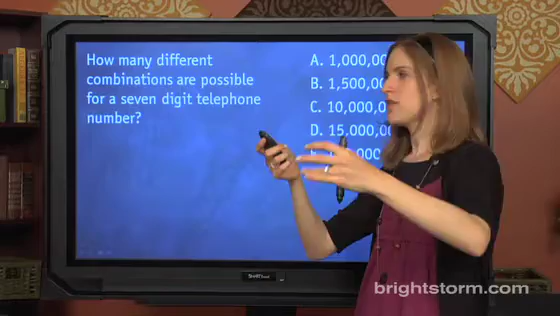 How many different
combinations are possible
for a seven digit telephone
number?
A. 1,000,00
B. 1,500,00
C. 10,000,0
D. 15,000,00
brightstorm.com